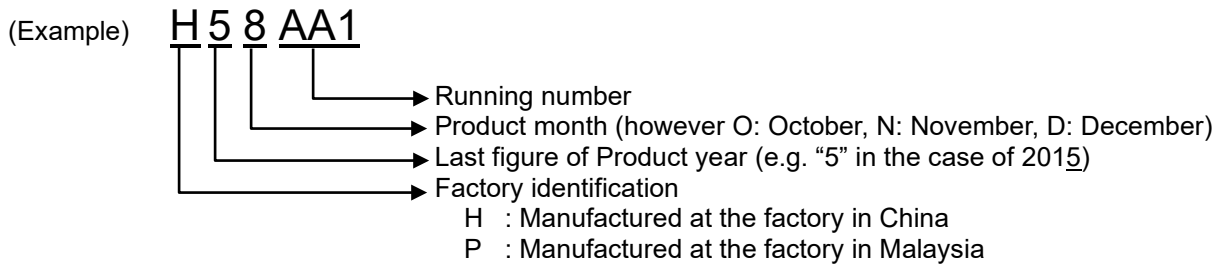 (Example) H 5 8 AA1
Running number
Product month (however O: October, N: November, D: December)
Last figure of Product year (e.g. “5” in the case of 2015)
Factory identification
H : Manufactured at the factory in China
P : Manufactured at the factory in Malaysia